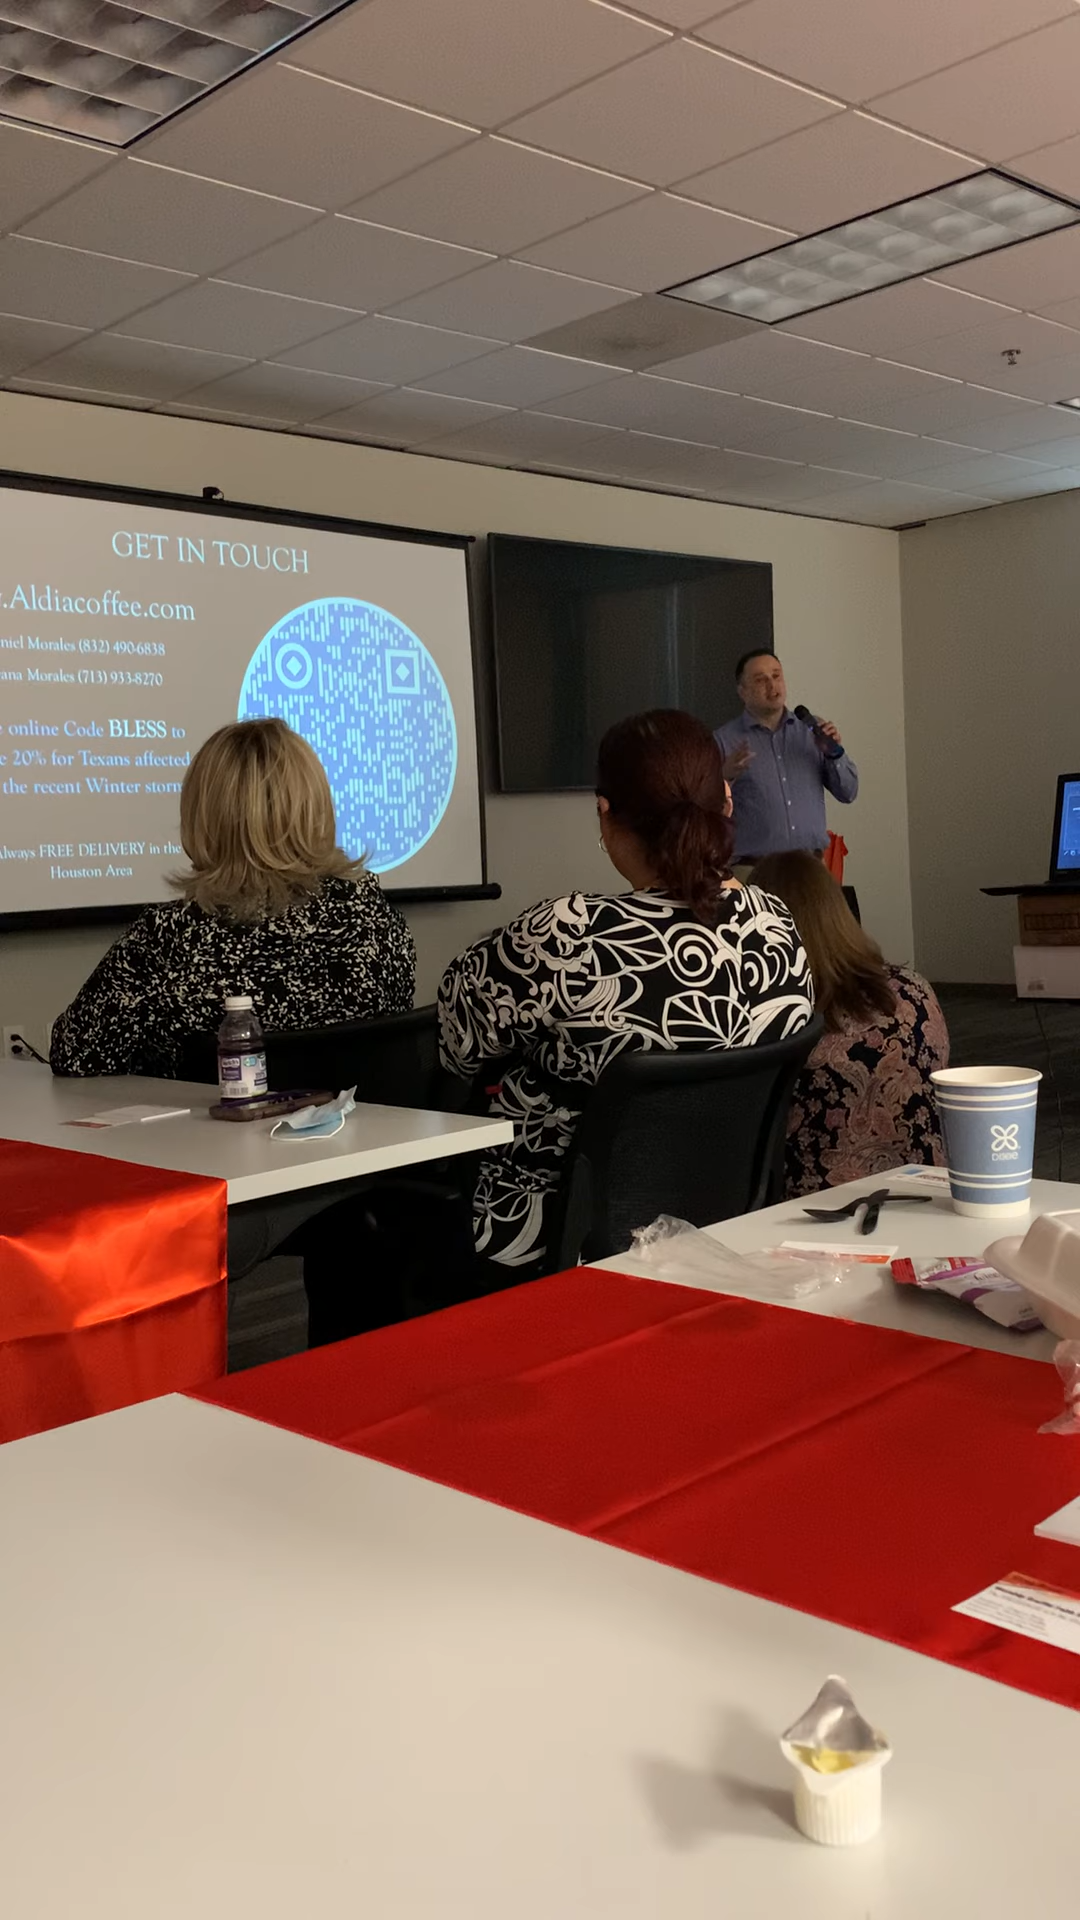 GET IN TOUCH
.Aldiacoffee.com
niel Morales (832) 490-6838
ana Morales (713) 933-8270
e online Code BLESS to
e 20% for Texans affected
the recent Winter storm
lways FREE DELIVERY in the
Houston Area